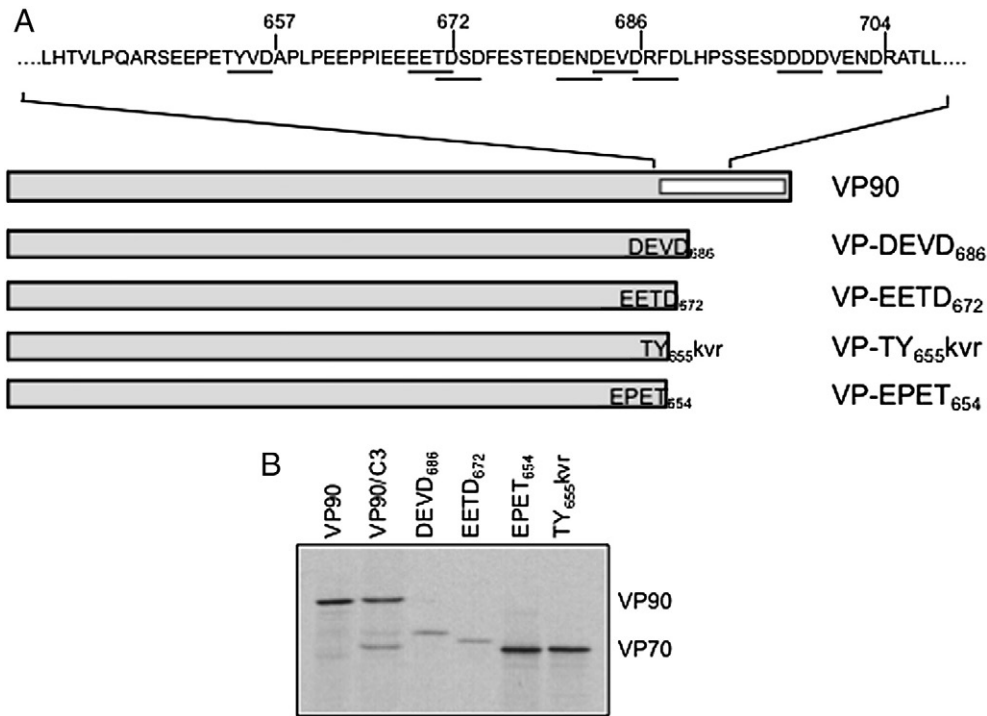 A
657 672 686 704
....LHTVLPQARSEEPETYVDAPLPEEPPIEEEETDSDFESTEDENDEVDRFDLHPSSESDDDDVENDRATLL....
VP90
DEVD686 VP-DEVD686
EETD672 VP-EETD672
TY655kvr VP-TY655kvr
EPET654 VP-EPET654
B
VP90 VP90/C3 DEVD686 EETD672 EPET654 TY655kvr
VP90
VP70